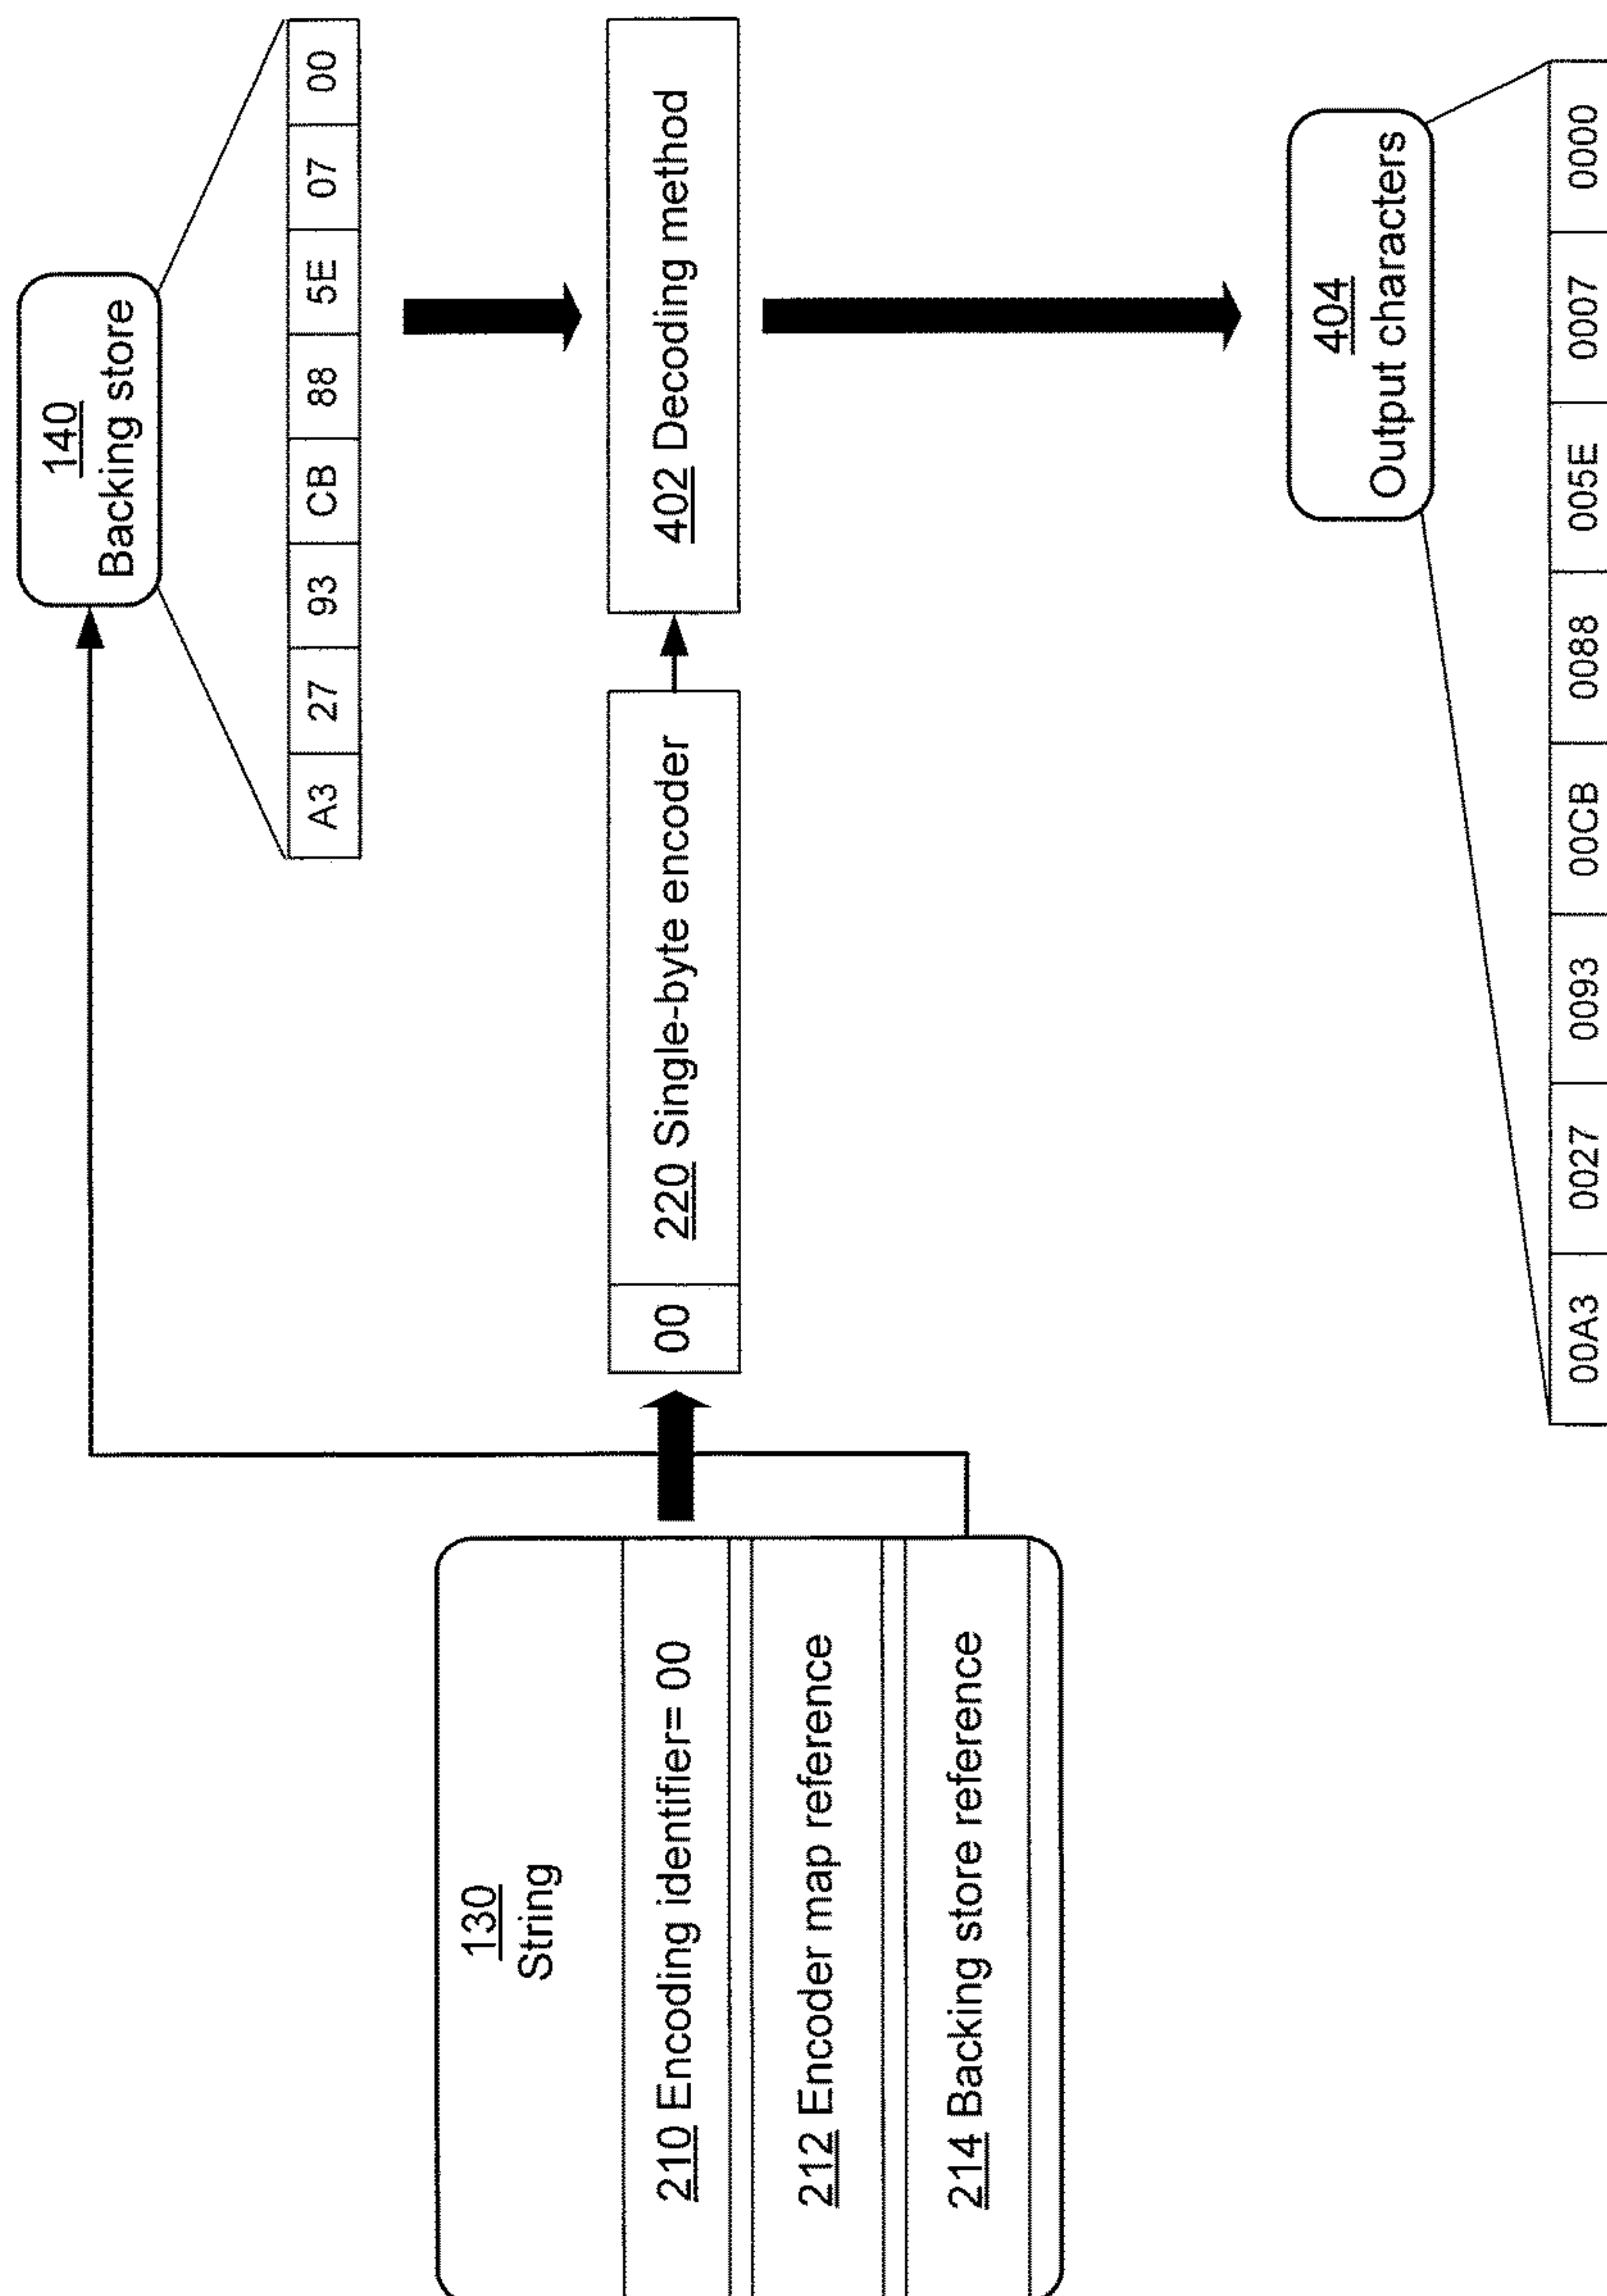 140
Backing store
A3 27 93 CB 88 5E 07 00
130
String
210 Encoding identifier= 00
212 Encoder map reference
214 Backing store reference
00 220 Single-byte encoder
402 Decoding method
404
Output characters
00A3 0027 0093 00CB 0088 005E 0007 0000